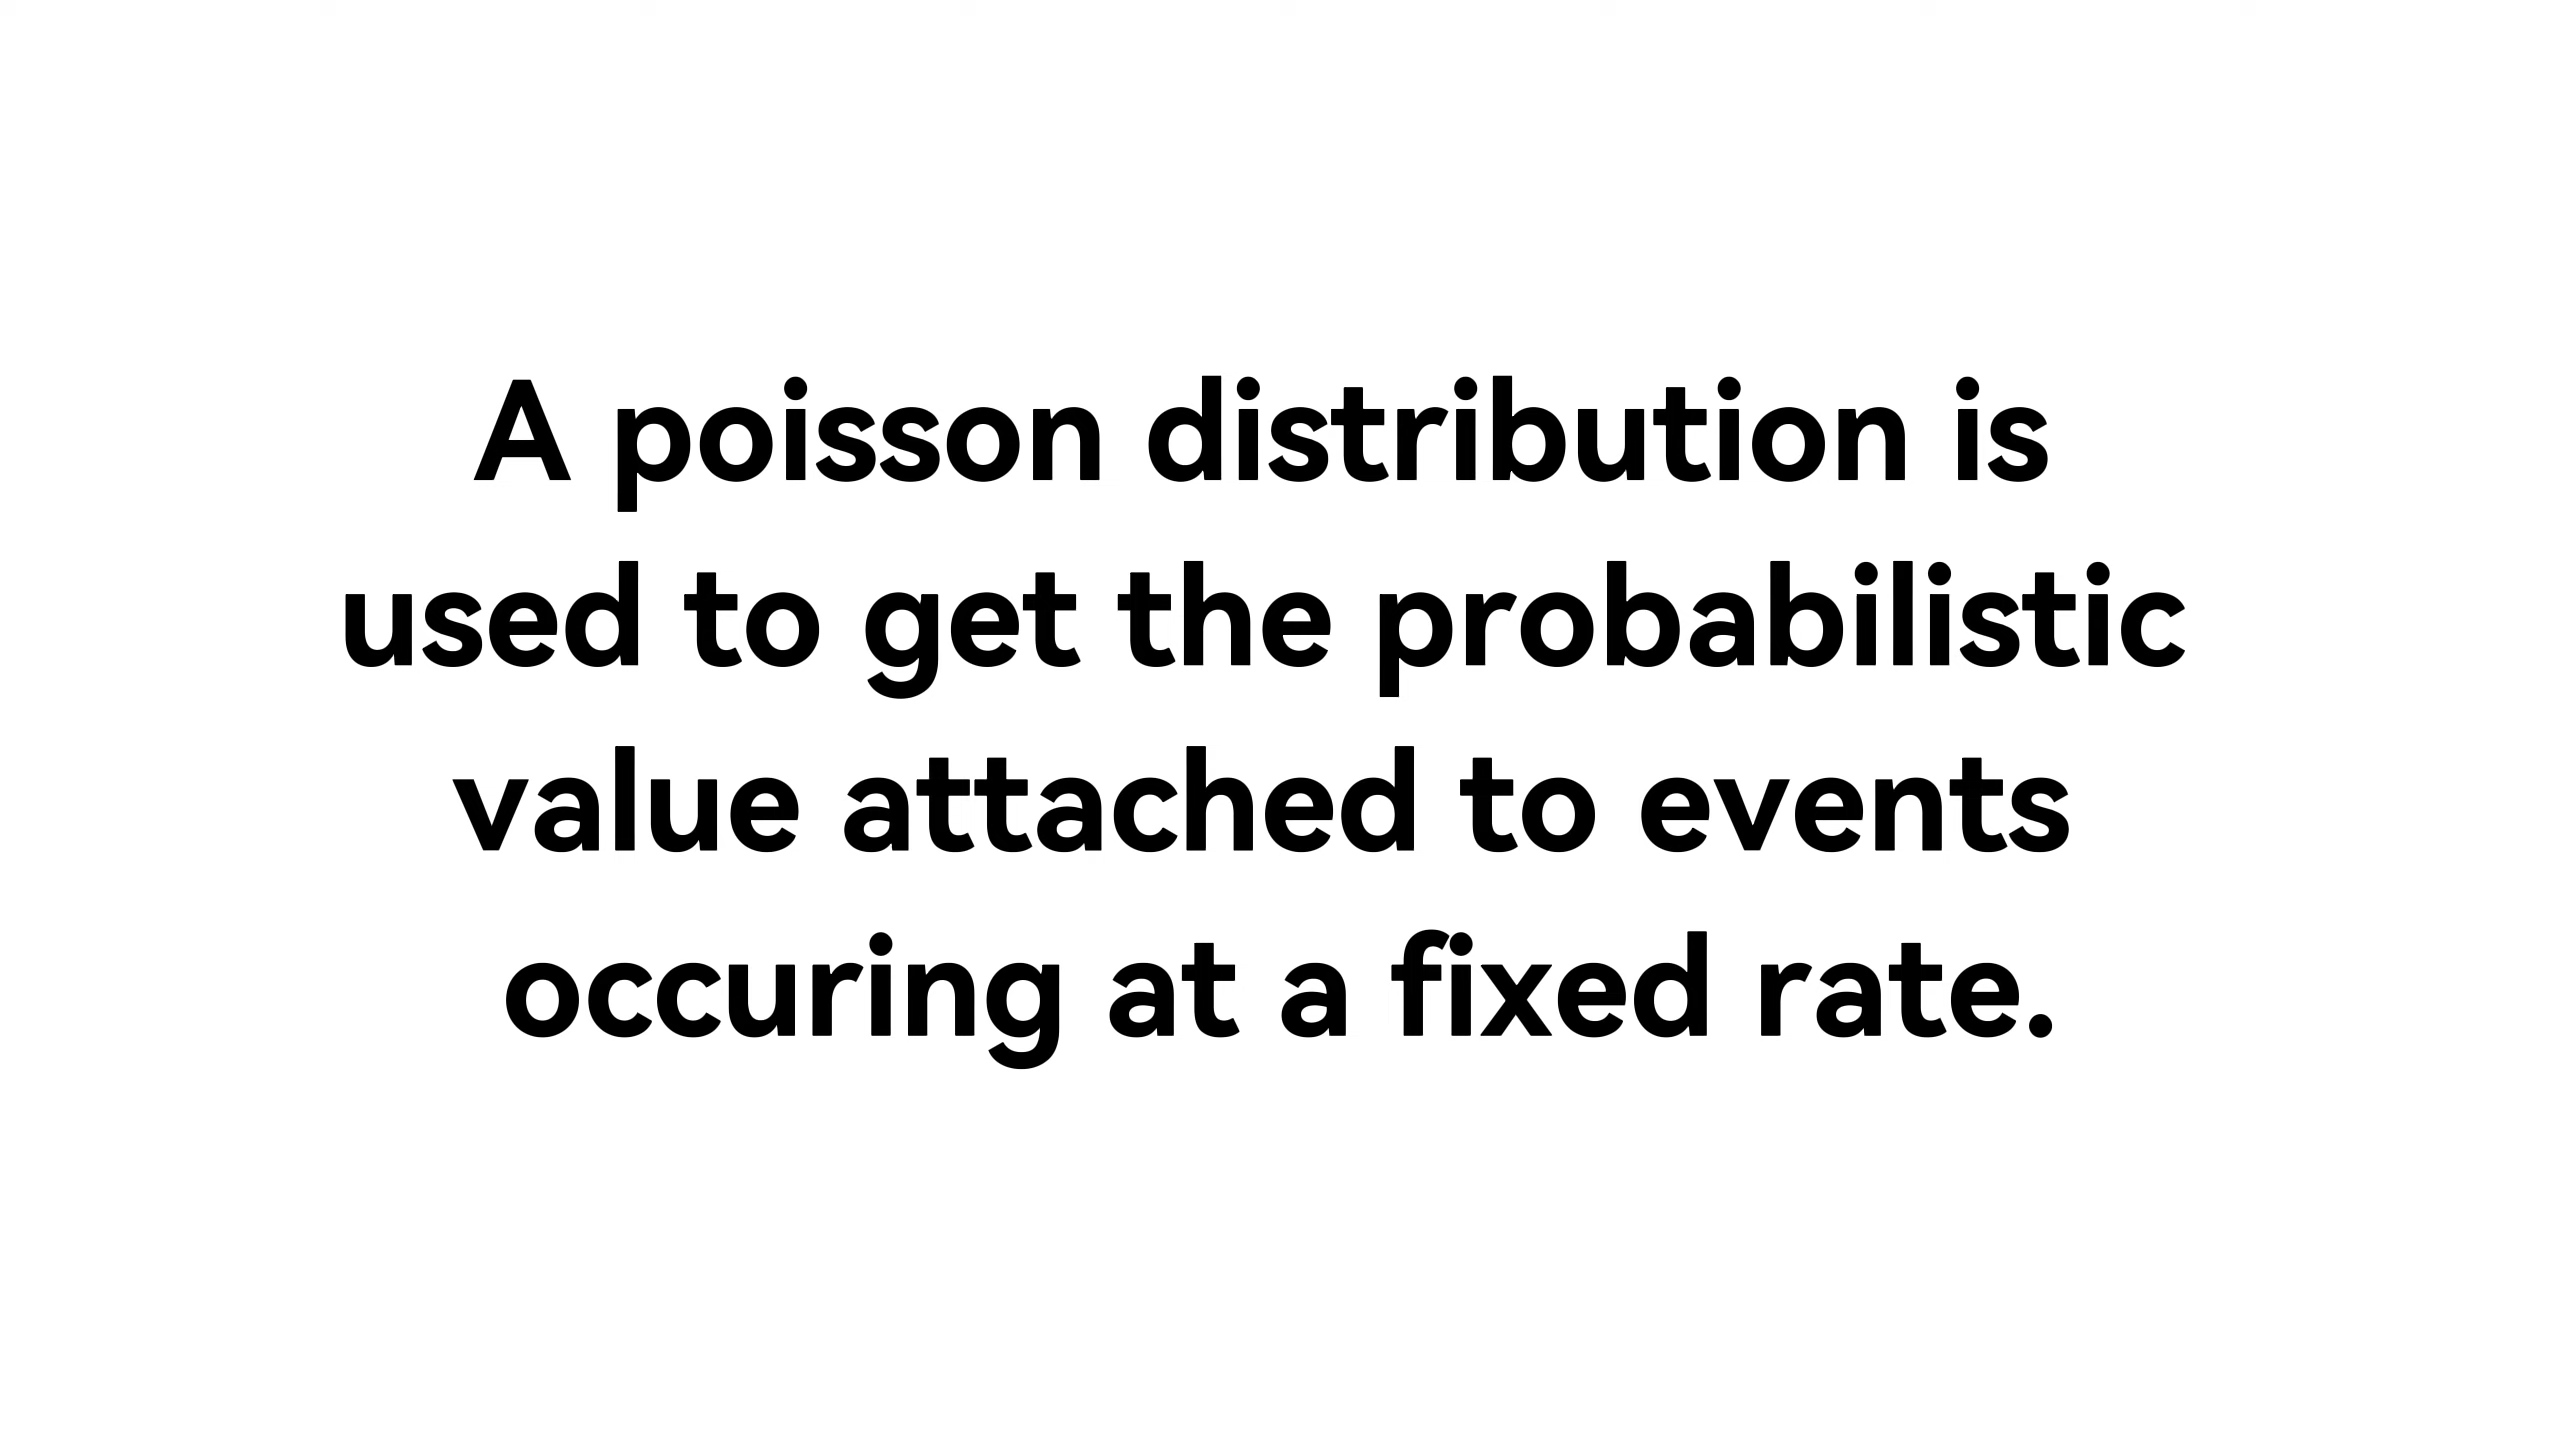 A poisson distribution is
used to get the probabilistic
value attached to events
occuring at a fixed rate.